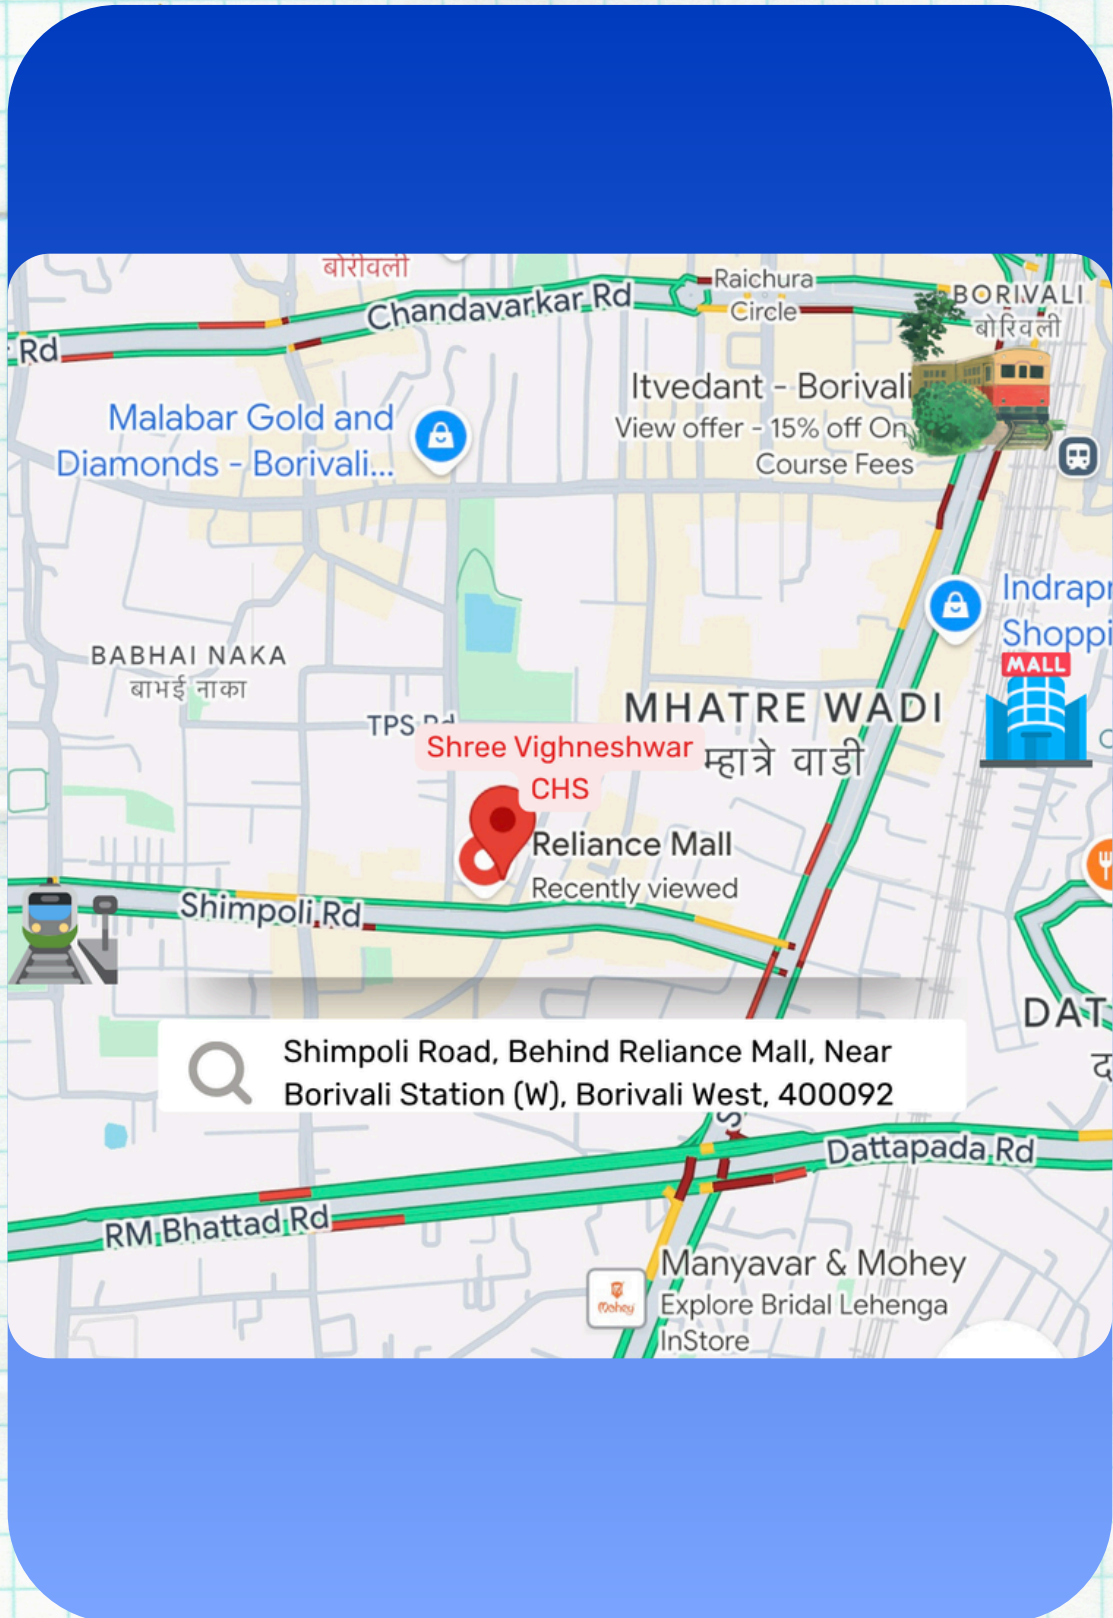 बोरीवली
Raichura
Circle
BORIVALI
बोरिवली
Chandavarkar Rd
Rd
Itvedant - Borivali
View offer - 15% off On
Course Fees
Malabar Gold and
Diamonds - Borivali...
Indrapr
Shoppi
MALL
BABHAI NAKA
बाभई नाका
MHATRE WADI
म्हात्रे वाडी
TPS Rd
Shree Vighneshwar
CHS
Reliance Mall
Recently viewed
Shimpoli Rd
DAT
द
Shimpoli Road, Behind Reliance Mall, Near
Borivali Station (W), Borivali West, 400092
S
Dattapada Rd
RM Bhattad Rd
Manyavar & Mohey
Explore Bridal Lehenga
InStore
Mohey